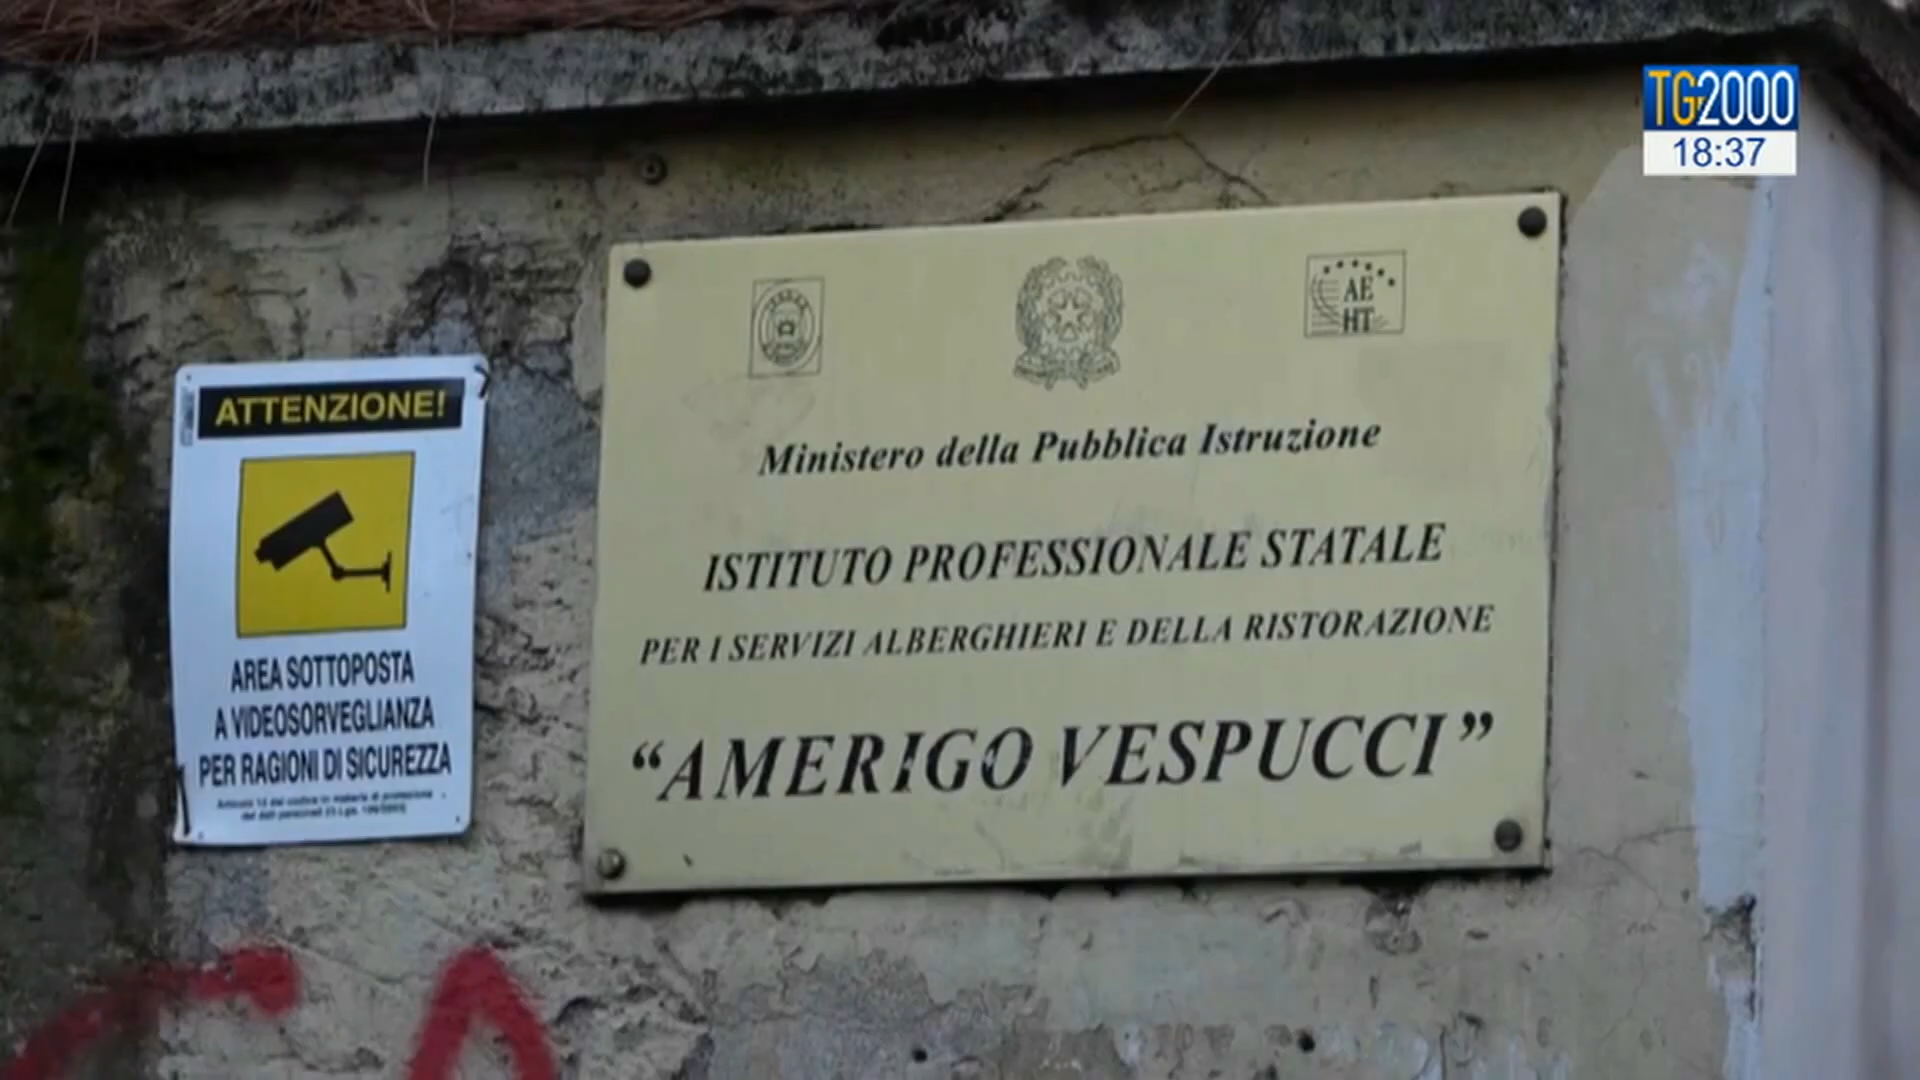 TG2000
18:37
AE
HT
Ministero della Pubblica Istruzione
ISTITUTO PROFESSIONALE STATALE
PER I SERVIZI ALBERGHIERI E DELLA RISTORAZIONE
“AMERIGO VESPUCCI”
ATTENZIONE!
AREA SOTTOPOSTA
A VIDEOSORVEGLIANZA
PER RAGIONI DI SICUREZZA